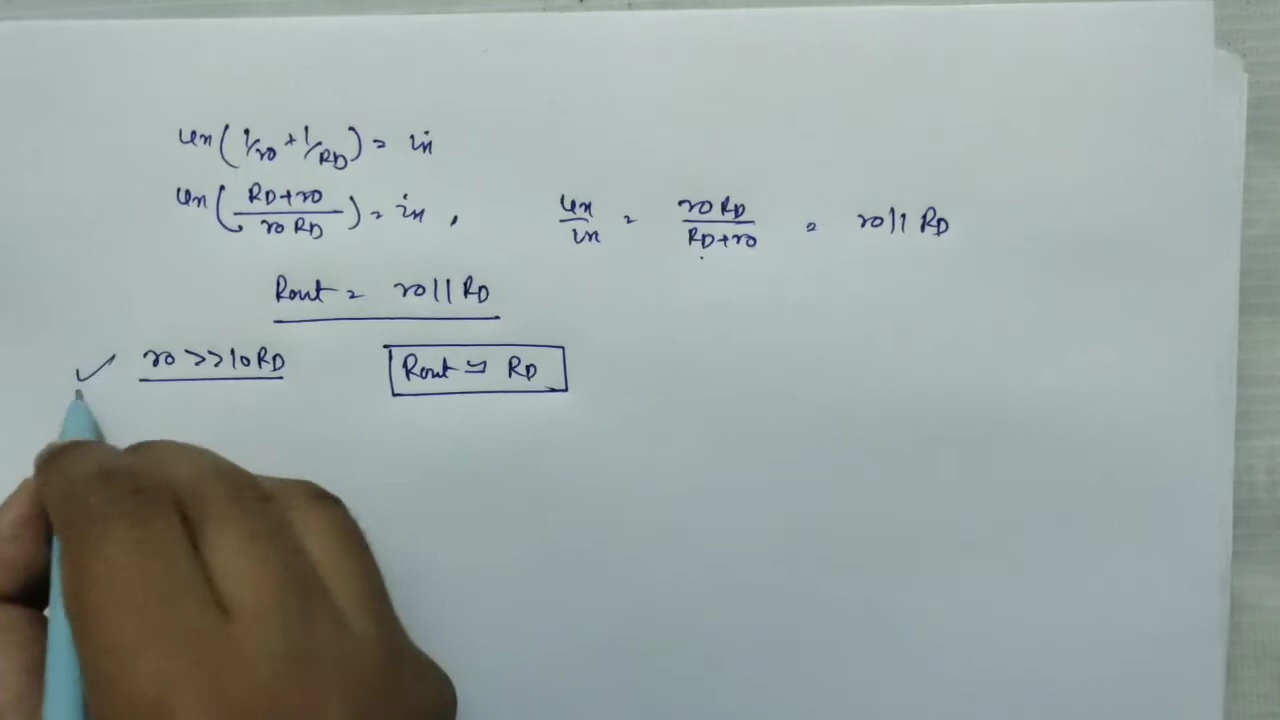 Vx(1/ro + 1/RD) = ix
Vx((RD+ro)/(ro RD)) = ix, Vx/ix = (ro RD)/(RD+ro) = ro||RD
Rout = ro||RD
✓ ro >> 10RD Rout ≃ RD